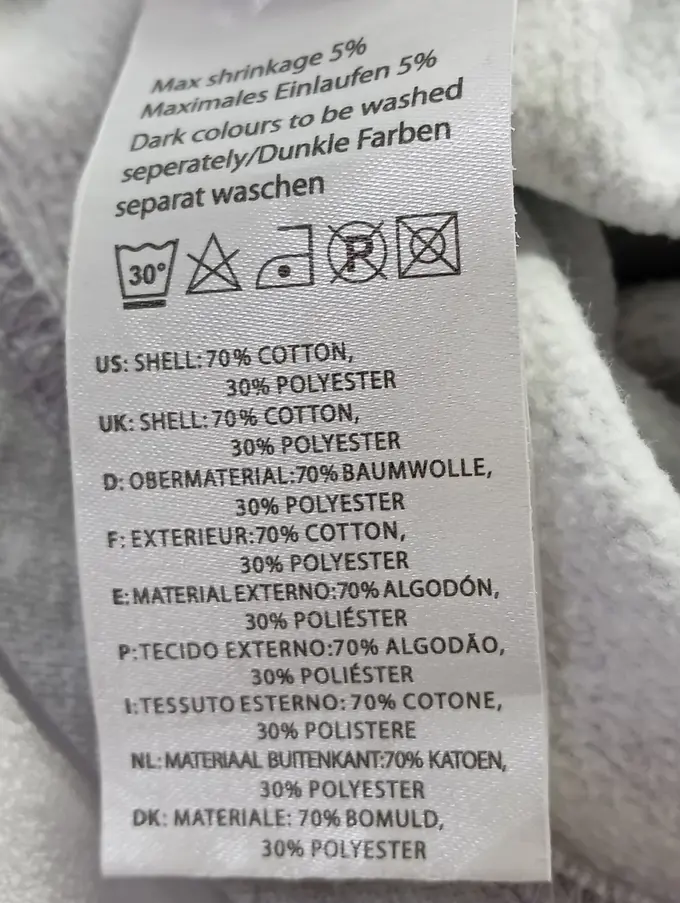 Max shrinkage 5%
Maximales Einlaufen 5%
Dark colours to be washed
seperately/Dunkle Farben
separat waschen
30° P
US: SHELL:70% COTTON,
30% POLYESTER
UK: SHELL:70% COTTON,
30% POLYESTER
D: OBERMATERIAL:70% BAUMWOLLE,
30% POLYESTER
F: EXTERIEUR:70% COTTON,
30% POLYESTER
E: MATERIAL EXTERNO:70% ALGODÓN,
30% POLIÉSTER
P:TECIDO EXTERNO:70% ALGODÃO,
30% POLIÉSTER
I:TESSUTO ESTERNO: 70% COTONE,
30% POLISTERE
NL: MATERIAAL BUITENKANT:70% KATOEN,
30% POLYESTER
DK: MATERIALE: 70% BOMULD,
30% POLYESTER